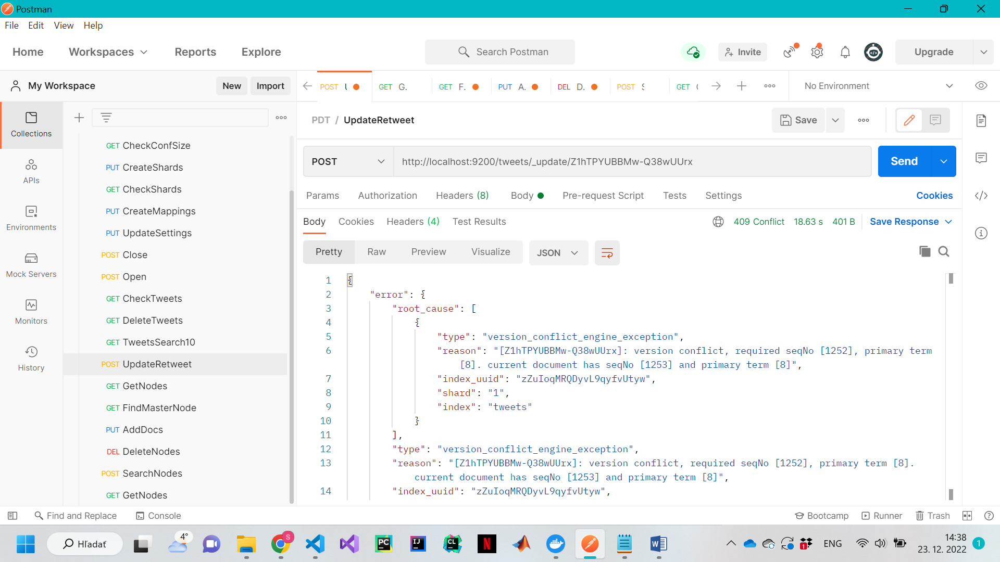 Postman
File Edit View Help
Home Workspaces Reports Explore
Search Postman
Invite
Upgrade
My Workspace
New Import
POST
GET G.
GET F.
PUT A.
DEL D.
POST
GET
No Environment
Collections
APIs
Environments
Mock Servers
Monitors
History
GET CheckConfSize
PUT CreateShards
GET CheckShards
PUT CreateMappings
PUT UpdateSettings
POST Close
POST Open
GET CheckTweets
GET DeleteTweets
GET TweetsSearch10
POST UpdateRetweet
GET GetNodes
GET FindMasterNode
PUT AddDocs
DEL DeleteNodes
POST SearchNodes
GET GetNodes
PDT / UpdateRetweet
Save
POST http://localhost:9200/tweets/_update/Z1hTPYUBBMw-Q38wUUrx
Send
Params Authorization Headers (8) Body Pre-request Script Tests Settings Cookies
Body Cookies Headers (4) Test Results
409 Conflict 18.63 s 401 B Save Response
Pretty Raw Preview Visualize JSON
1 {
2 "error": {
3 "root_cause": [
4 {
5 "type": "version_conflict_engine_exception",
6 "reason": "[Z1hTPYUBBMw-Q38wUUrx]: version conflict, required seqNo [1252], primary term
[8]. current document has seqNo [1253] and primary term [8]",
7 "index_uuid": "zZuIoqMRQDyvL9qyfvUtyw",
8 "shard": "1",
9 "index": "tweets"
10 }
11 ],
12 "type": "version_conflict_engine_exception",
13 "reason": "[Z1hTPYUBBMw-Q38wUUrx]: version conflict, required seqNo [1252], primary term [8].
current document has seqNo [1253] and primary term [8]",
14 "index_uuid": "zZuIoqMRQDyvL9qyfvUtyw",
Find and Replace Console
Bootcamp Runner Trash
Hľadať
4°
S
PC
IJ
CL
N
W
1
ENG
14:38
23. 12. 2022
1